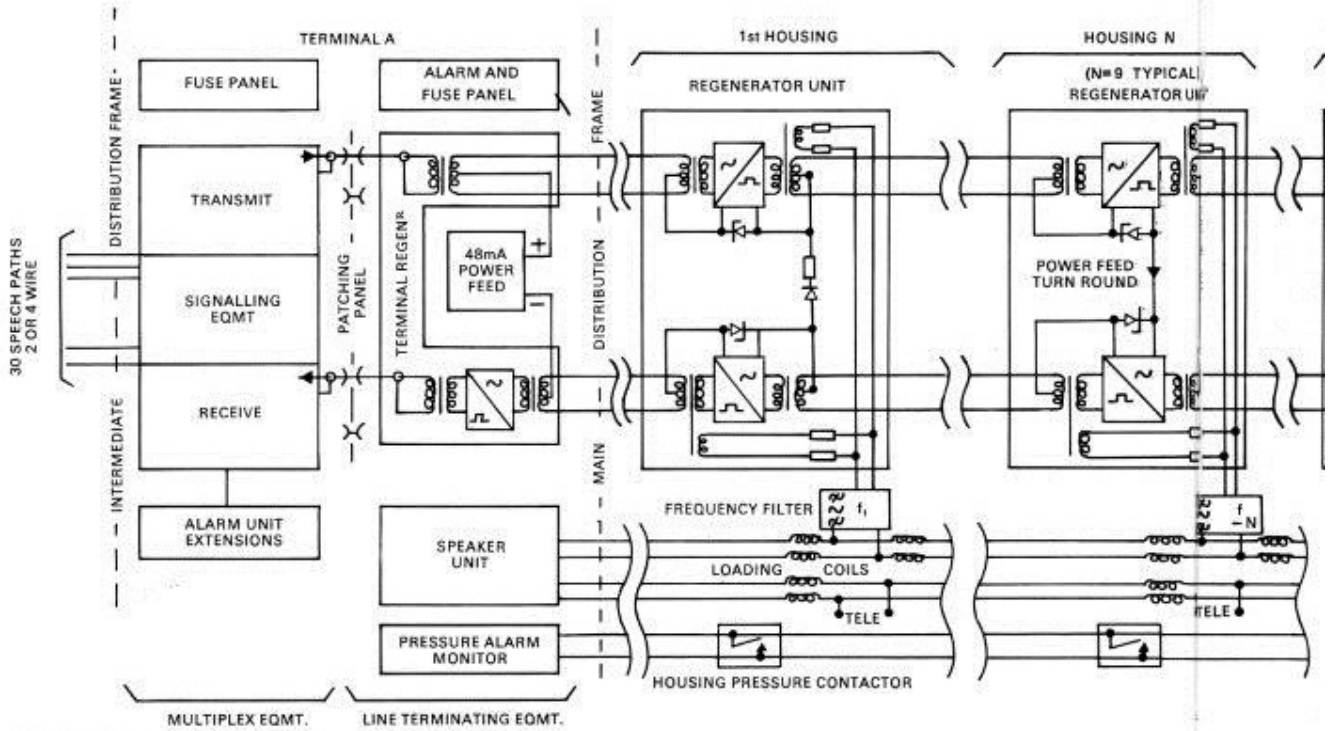 TERMINAL A
1st HOUSING
HOUSING N
FUSE PANEL
ALARM AND
FUSE PANEL
REGENERATOR UNIT
(N=9 TYPICAL)
REGENERATOR UNIT
INTERMEDIATE DISTRIBUTION FRAME
30 SPEECH PATHS
2 OR 4 WIRE
TRANSMIT
SIGNALLING
EQMT
RECEIVE
PATCHING
PANEL
TERMINAL REGENR
48mA
POWER
FEED
+
−
MAIN DISTRIBUTION FRAME
POWER FEED
TURN ROUND
ALARM UNIT
EXTENSIONS
SPEAKER
UNIT
FREQUENCY FILTER
f1
f
–N
LOADING COILS
TELE
TELE
PRESSURE ALARM
MONITOR
HOUSING PRESSURE CONTACTOR
MULTIPLEX EQMT.
LINE TERMINATING EQMT.